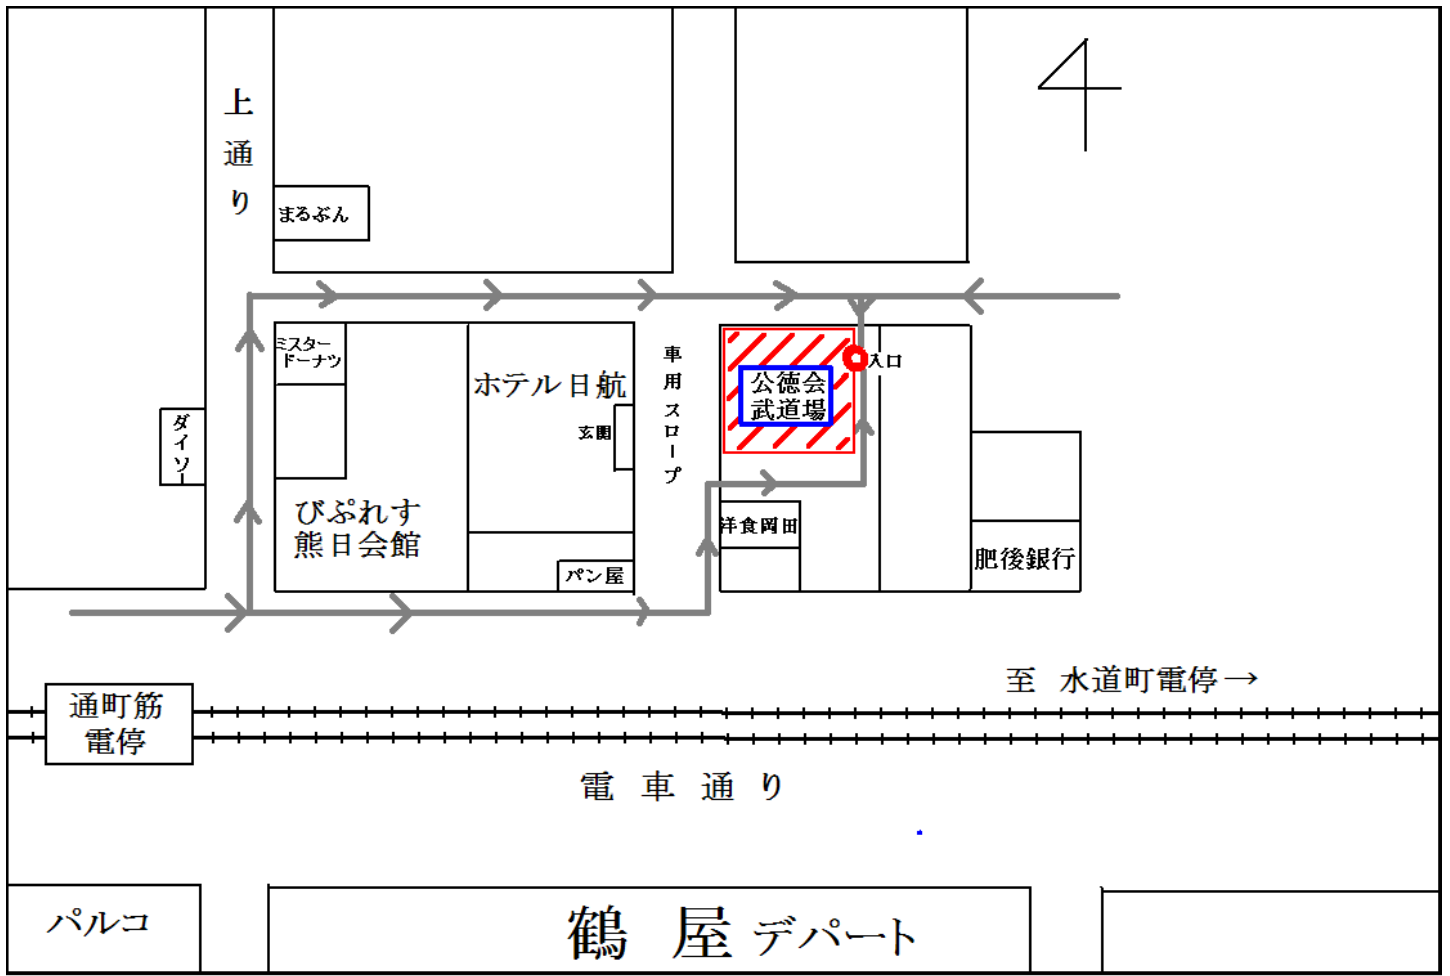 上通り
まるぶん
ミスター
ドーナツ
ホテル日航
玄関
車用スロープ
公徳会
武道場
入口
ダイソー
びぷれす
熊日会館
パン屋
洋食岡田
肥後銀行
至 水道町電停→
通町筋
電停
電車通り
パルコ
鶴屋デパート